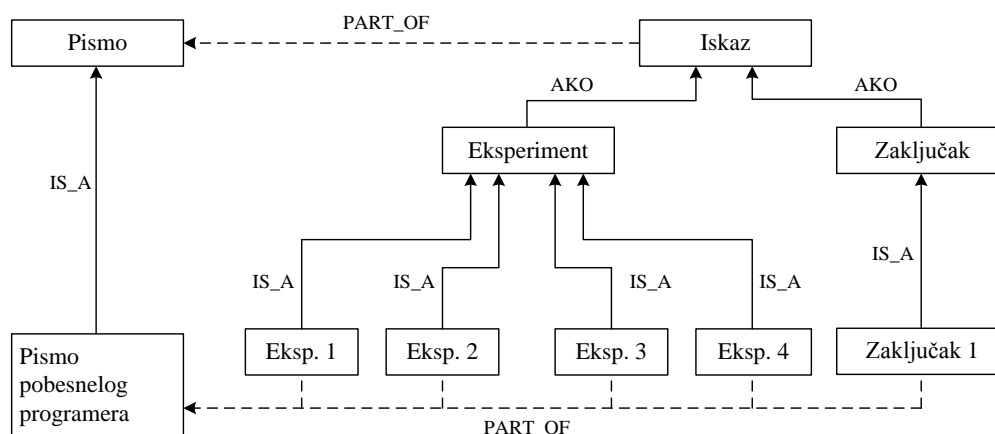 PART_OF
Pismo
Iskaz
AKO
AKO
Eksperiment
Zaključak
IS_A
IS_A
IS_A
IS_A
IS_A
IS_A
Eksp. 1
Eksp. 2
Eksp. 3
Eksp. 4
Zaključak 1
Pismo
pobesnelog
programera
PART_OF